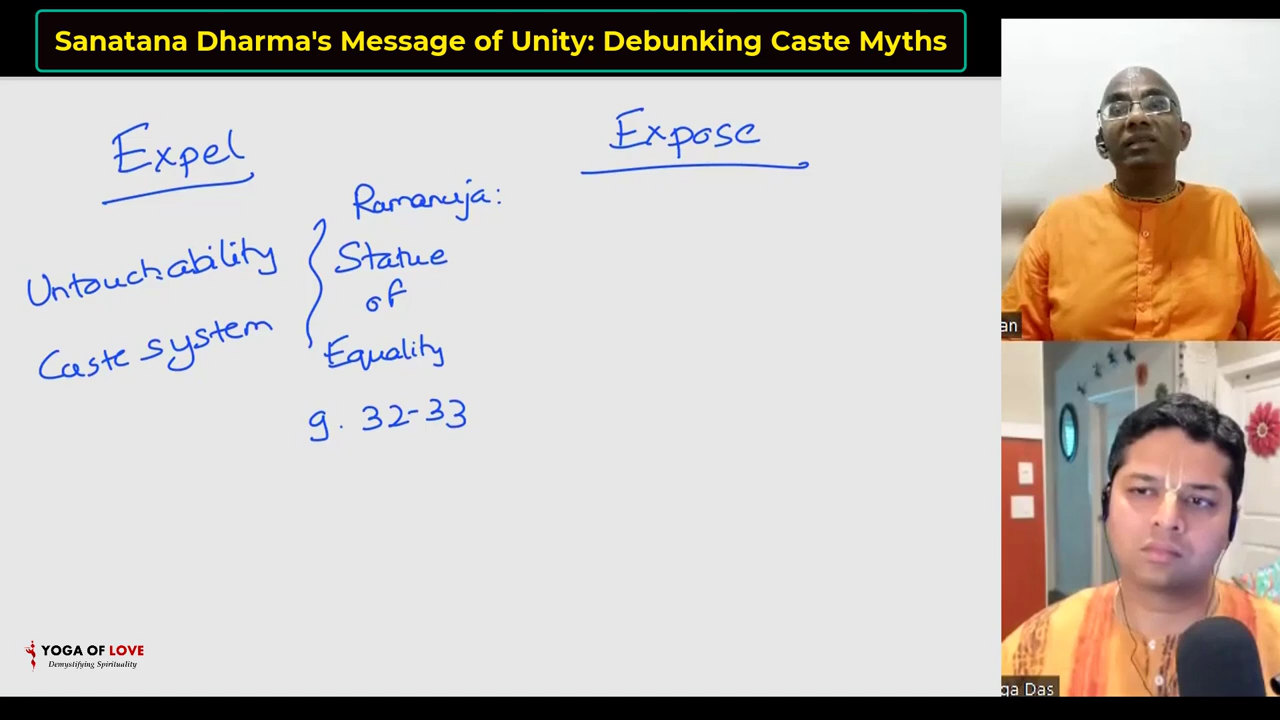 Sanatana Dharma's Message of Unity: Debunking Caste Myths
Expel
Untouchability
Caste system
Ramanuja:
Statue
of
Equality
9. 32-33
Expose
an
ga Das
YOGA OF LOVE
Demystifying Spirituality